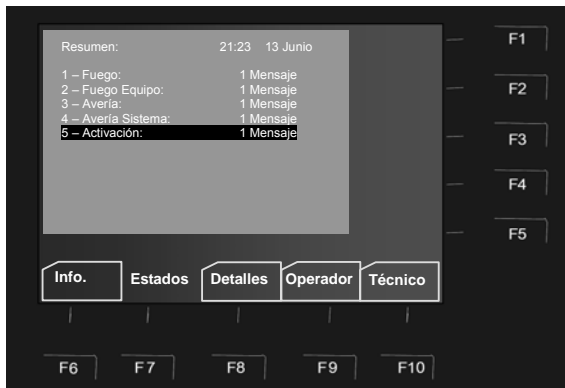 Resumen: 21:23 13 Junio
F1
1 – Fuego: 1 Mensaje
2 – Fuego Equipo: 1 Mensaje
F2
3 – Avería: 1 Mensaje
4 – Avería Sistema: 1 Mensaje
5 – Activación: 1 Mensaje
F3
F4
F5
Info. Estados Detalles Operador Técnico
F6 F7 F8 F9 F10